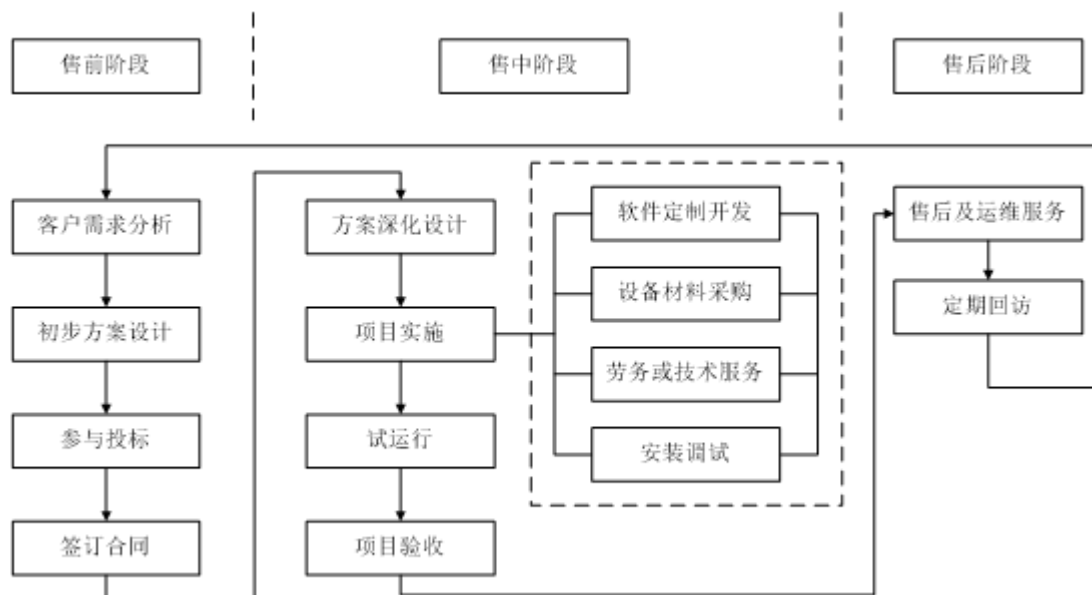 售前阶段
售中阶段
售后阶段
客户需求分析
初步方案设计
参与投标
签订合同
方案深化设计
项目实施
试运行
项目验收
软件定制开发
设备材料采购
劳务或技术服务
安装调试
售后及运维服务
定期回访